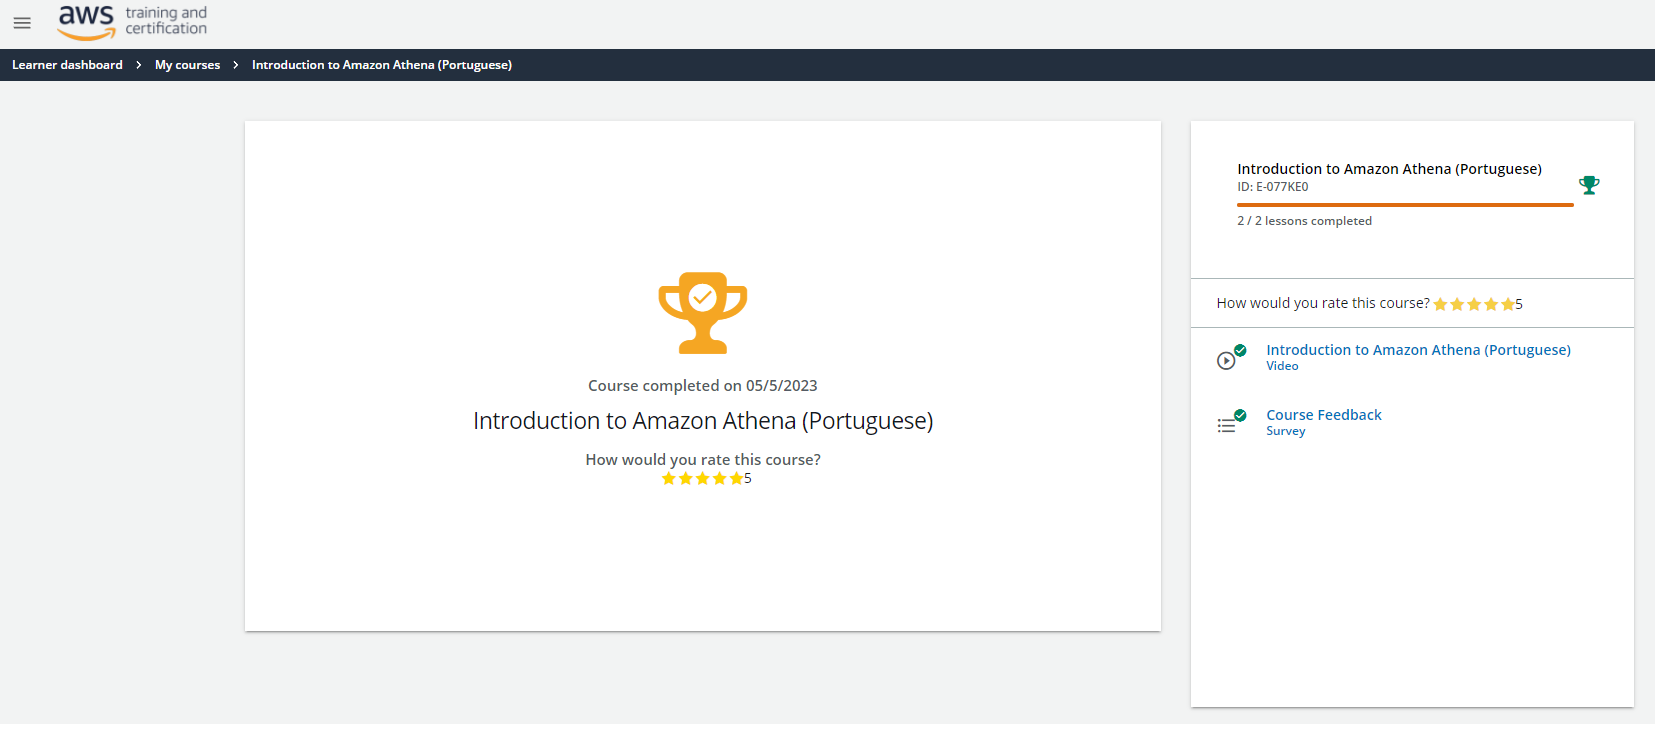 aws training and
certification
Learner dashboard > My courses > Introduction to Amazon Athena (Portuguese)
Course completed on 05/5/2023
Introduction to Amazon Athena (Portuguese)
How would you rate this course?
5
Introduction to Amazon Athena (Portuguese)
ID: E-077KE0
2 / 2 lessons completed
How would you rate this course? 5
Introduction to Amazon Athena (Portuguese)
Video
Course Feedback
Survey